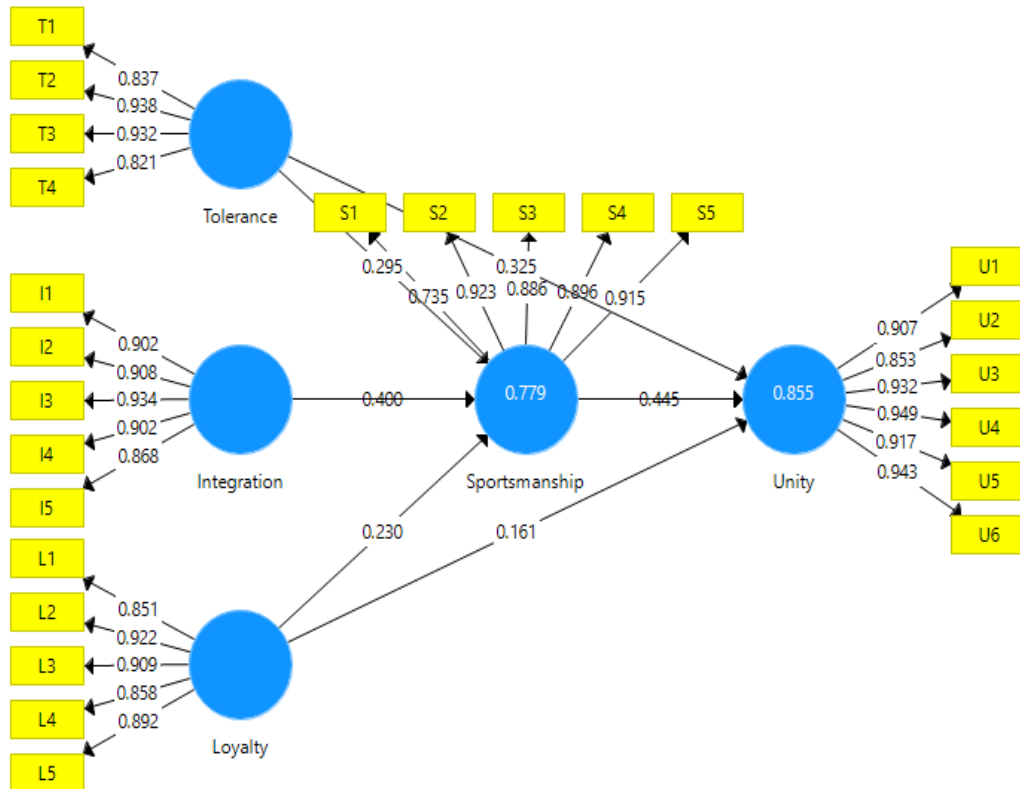 T1
T2
T3
T4
0.837
0.938
0.932
0.821
Tolerance
S1
S2
S3
S4
S5
0.295
0.735
0.923
0.886
0.896
0.915
0.325
I1
I2
I3
I4
I5
0.902
0.908
0.934
0.902
0.868
Integration
0.400
0.779
Sportsmanship
0.445
0.855
Unity
U1
U2
U3
U4
U5
U6
0.907
0.853
0.932
0.949
0.917
0.943
0.230
0.161
L1
L2
L3
L4
L5
0.851
0.922
0.909
0.858
0.892
Loyalty